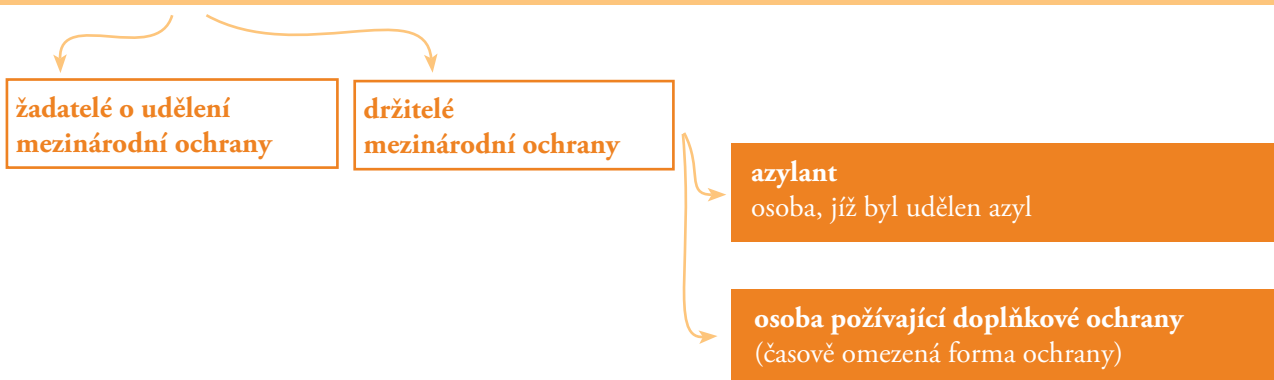 žadatelé o udělení
mezinárodní ochrany
držitelé
mezinárodní ochrany
azylant
osoba, jíž byl udělen azyl
osoba požívající doplňkové ochrany
(časově omezená forma ochrany)